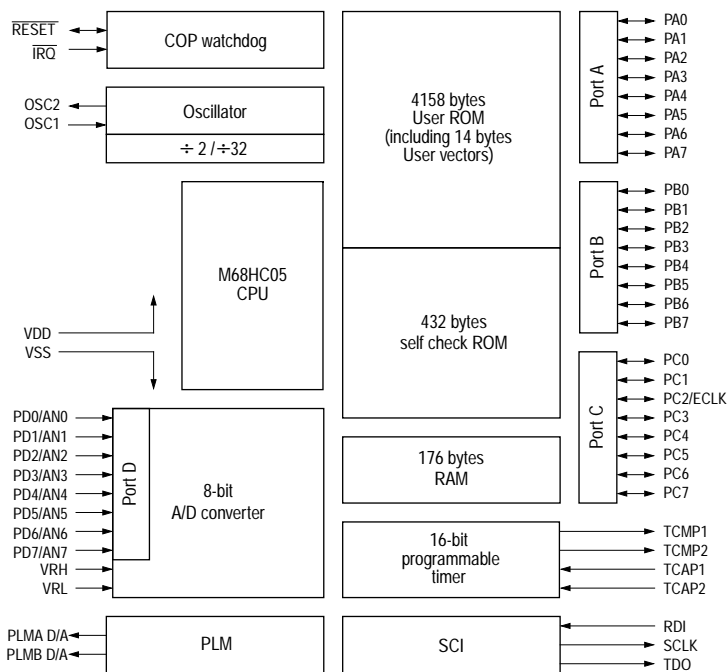 RESET
IRQ
COP watchdog
OSC2
OSC1
Oscillator
÷ 2 / ÷32
M68HC05
CPU
VDD
VSS
PD0/AN0
PD1/AN1
PD2/AN2
PD3/AN3
PD4/AN4
PD5/AN5
PD6/AN6
PD7/AN7
VRH
VRL
Port D
8-bit
A/D converter
PLMA D/A
PLMB D/A
PLM
4158 bytes
User ROM
(including 14 bytes
User vectors)
432 bytes
self check ROM
176 bytes
RAM
16-bit
programmable
timer
SCI
Port A
PA0
PA1
PA2
PA3
PA4
PA5
PA6
PA7
Port B
PB0
PB1
PB2
PB3
PB4
PB5
PB6
PB7
Port C
PC0
PC1
PC2/ECLK
PC3
PC4
PC5
PC6
PC7
TCMP1
TCMP2
TCAP1
TCAP2
RDI
SCLK
TDO